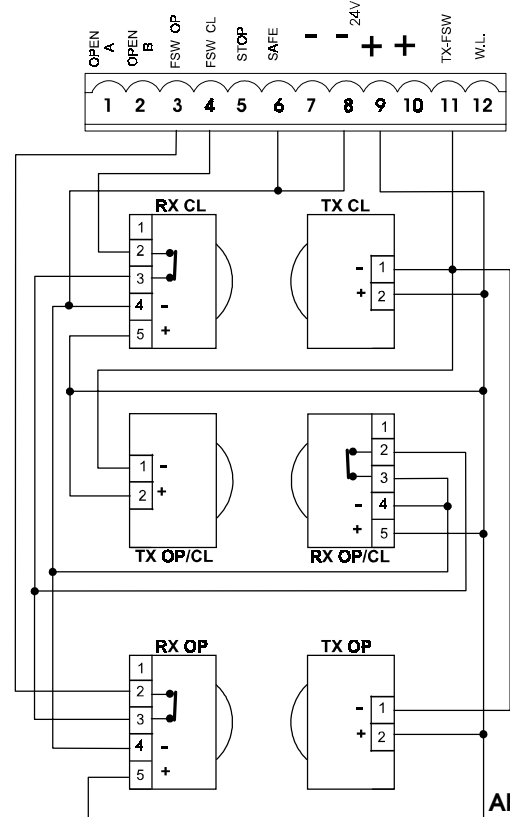 OPEN A
OPEN B
FSW OP
FSW CL
STOP
SAFE
-
- 24V
+
+
TX-FSW
W.L.
1 2 3 4 5 6 7 8 9 10 11 12
RX CL
1
2
3
4 -
5 +
TX CL
- 1
+ 2
1 -
2 +
TX OP/CL
1
2
3
- 4
+ 5
RX OP/CL
RX OP
1
2
3
4 -
5 +
TX OP
- 1
+ 2